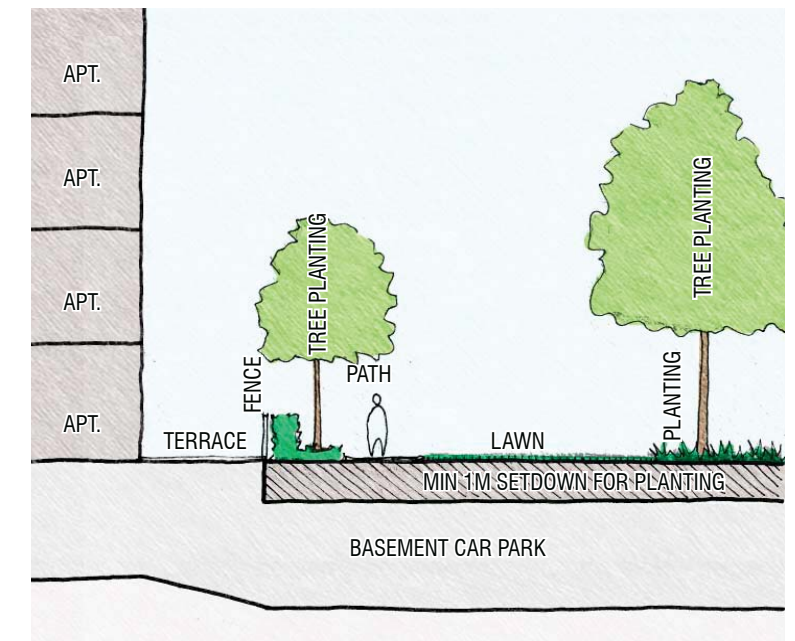 APT.
APT.
APT.
APT.
TREE PLANTING
TREE PLANTING
FENCE
PATH
PLANTING
TERRACE
LAWN
MIN 1M SETDOWN FOR PLANTING
BASEMENT CAR PARK